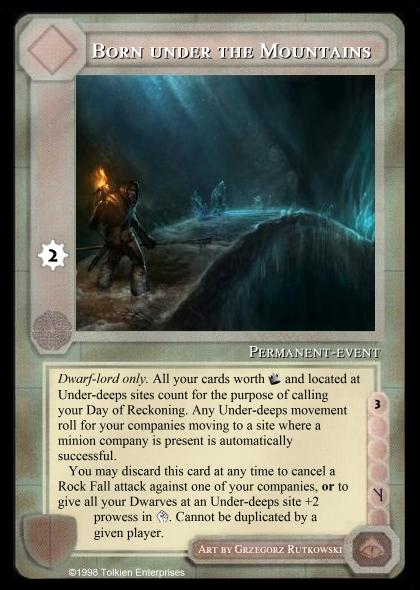 Born under the Mountains
2
Permanent-event
Dwarf-lord only. All your cards worth and located at
Under-deeps sites count for the purpose of calling
your Day of Reckoning. Any Under-deeps movement
roll for your companies moving to a site where a
minion company is present is automatically
successful.
You may discard this card at any time to cancel a
Rock Fall attack against one of your companies, or to
give all your Dwarves at an Under-deeps site +2
prowess in . Cannot be duplicated by a
given player.
3
Art by Grzegorz Rutkowski
©1998 Tolkien Enterprises